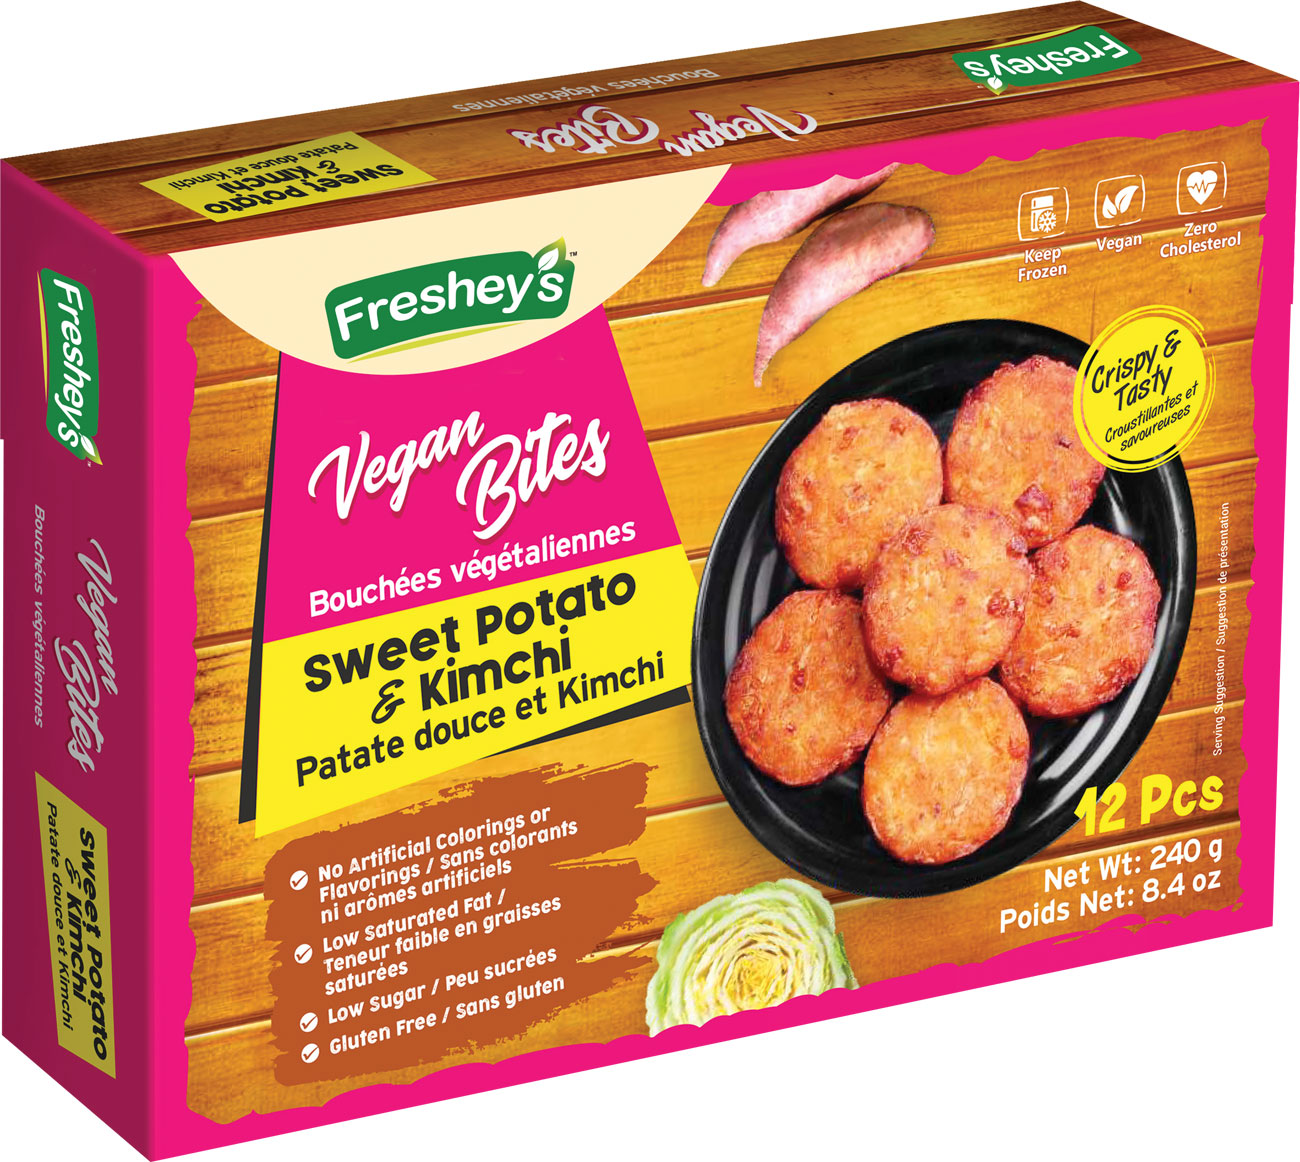 Freshey's
Vegan
Bites
Bouchées végétaliennes
Sweet Potato
& Kimchi
Patate douce et Kimchi
Freshey's™
Vegan
Bites
Bouchées végétaliennes
Sweet Potato
& Kimchi
Patate douce et Kimchi
Keep
Frozen
Vegan
Zero
Cholesterol
Crispy &
Tasty
Croustillantes et
savoureuses
Serving Suggestion / Suggestion de présentation
No Artificial Colorings or
Flavorings / Sans colorants
ni arômes artificiels
Low Saturated Fat /
Teneur faible en graisses
saturées
Low Sugar / Peu sucrées
Gluten Free / Sans gluten
12 Pcs
Net Wt: 240 g
Poids Net: 8.4 oz
Freshey's
Vegan
Bites
Bouchées végétaliennes
Sweet Potato
& Kimchi
Patate douce et Kimchi